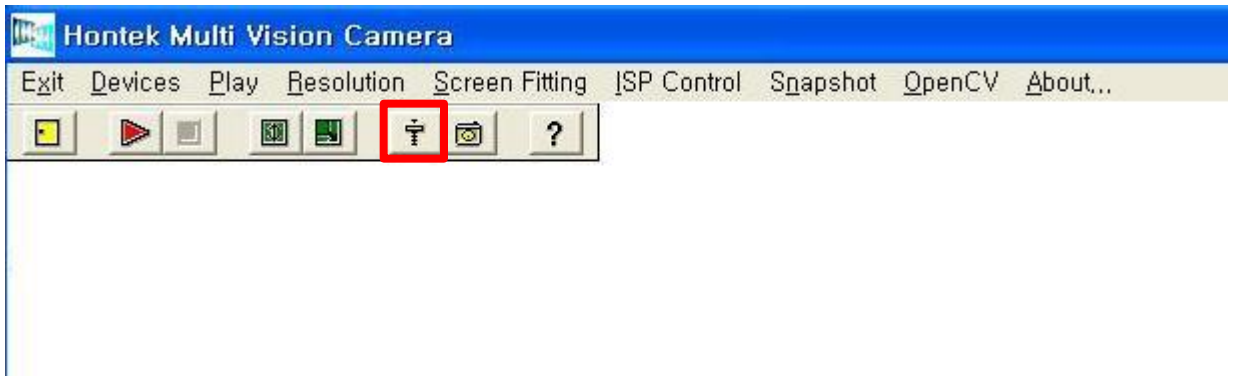 Hontek Multi Vision Camera
Exit Devices Play Resolution Screen Fitting ISP Control Snapshot OpenCV About...
?